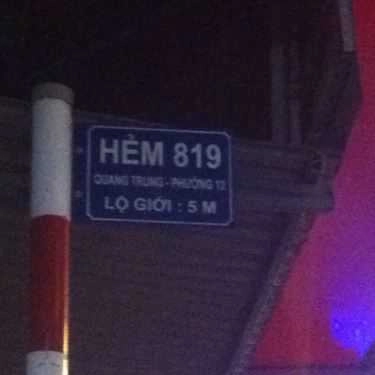 HẺM 819
QUANG TRUNG - PHƯỜNG 12
LỘ GIỚI : 5 M